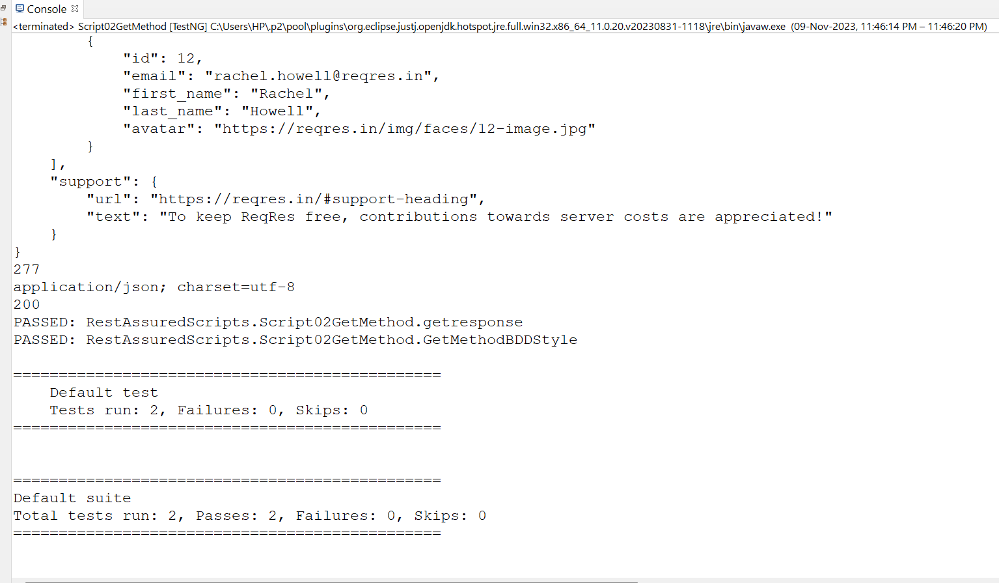 Console
<terminated> Script02GetMethod [TestNG] C:\Users\HP\.p2\pool\plugins\org.eclipse.justj.openjdk.hotspot.jre.full.win32.x86_64_11.0.20.v20230831-1118\jre\bin\javaw.exe (09-Nov-2023, 11:46:14 PM – 11:46:20 PM)
        {
            "id": 12,
            "email": "rachel.howell@reqres.in",
            "first_name": "Rachel",
            "last_name": "Howell",
            "avatar": "https://reqres.in/img/faces/12-image.jpg"
        }
    ],
    "support": {
        "url": "https://reqres.in/#support-heading",
        "text": "To keep ReqRes free, contributions towards server costs are appreciated!"
    }
}
277
application/json; charset=utf-8
200
PASSED: RestAssuredScripts.Script02GetMethod.getresponse
PASSED: RestAssuredScripts.Script02GetMethod.GetMethodBDDStyle
===============================================
    Default test
    Tests run: 2, Failures: 0, Skips: 0
===============================================
===============================================
Default suite
Total tests run: 2, Passes: 2, Failures: 0, Skips: 0
===============================================